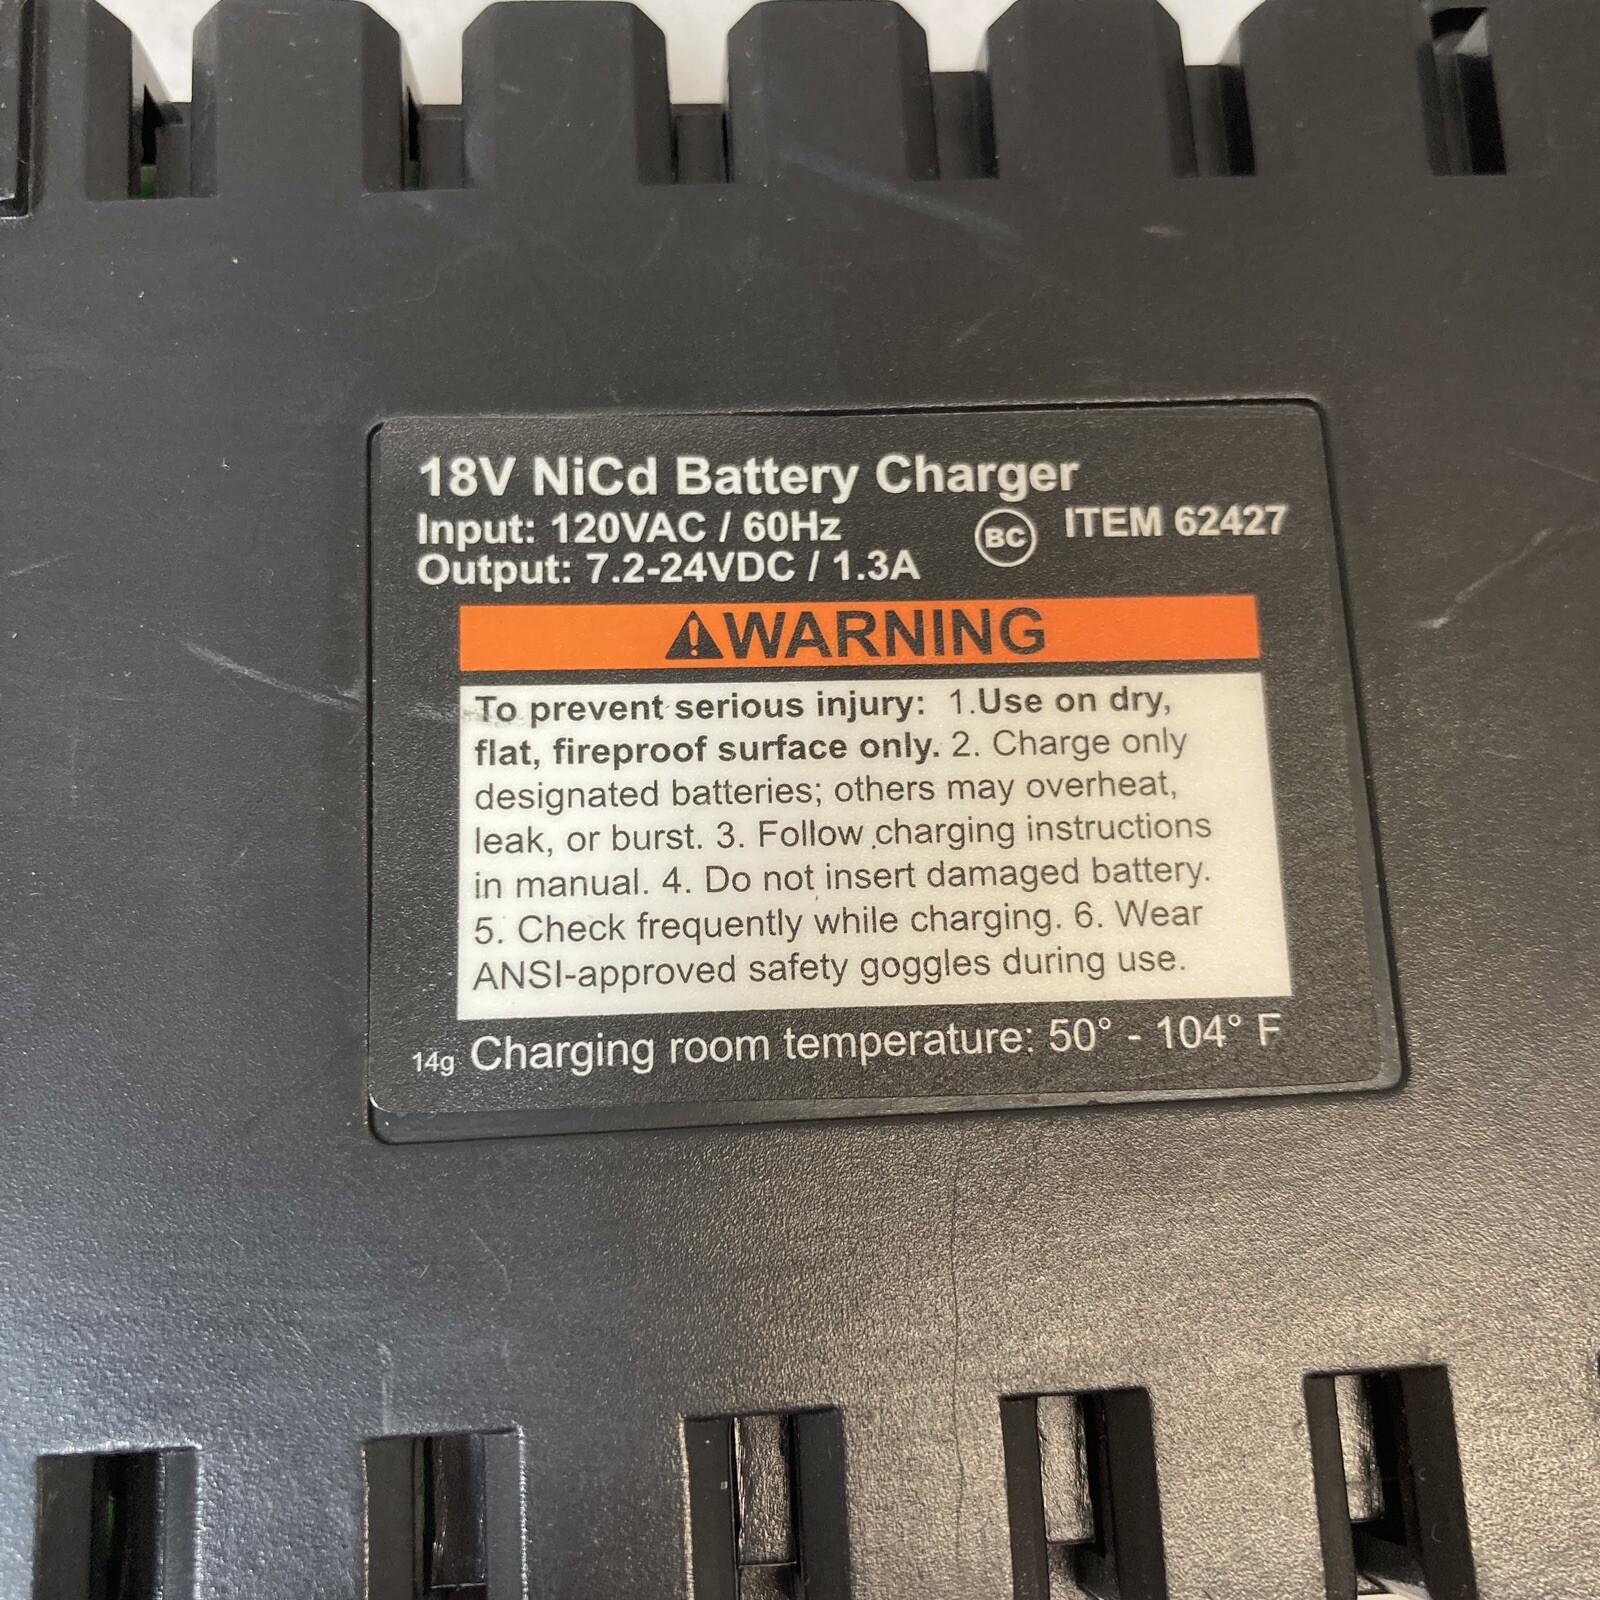 18V NiCd Battery Charger
Input: 120VAC / 60Hz
BC
ITEM 62427
Output: 7.2-24VDC / 1.3A
WARNING
To prevent serious injury: 1.Use on dry,
flat, fireproof surface only. 2. Charge only
designated batteries; others may overheat,
leak, or burst. 3. Follow charging instructions
in manual. 4. Do not insert damaged battery.
5. Check frequently while charging. 6. Wear
ANSI-approved safety goggles during use.
14g Charging room temperature: 50° - 104° F